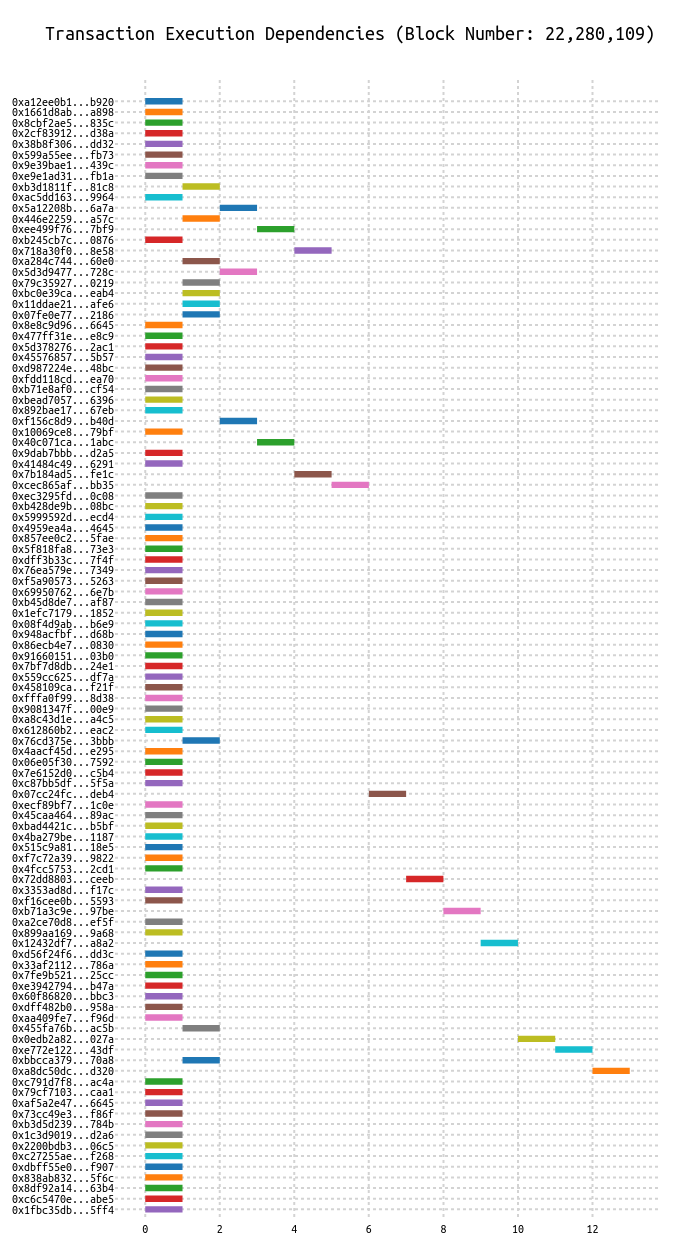 Transaction Execution Dependencies (Block Number: 22,280,109)
0xa12ee0b1...b920
0x1661d8ab...a898
0x8cbf2ae5...835c
0x2cf83912...d38a
0x38b8f306...dd32
0x599a55ee...fb73
0x9e39bae1...439c
0xe9e1ad31...fb1a
0xb3d1811f...81c8
0xac5dd163...9964
0x5a12208b...6a7a
0x446e2259...a57c
0xee499f76...7bf9
0xb245cb7c...0876
0x718a30f0...8e58
0xa284c744...60e0
0x5d3d9477...728c
0x79c35927...0219
0xbc0e39ca...eab4
0x11ddae21...afe6
0x07fe0e77...2186
0x8e8c9d96...6645
0x477ff31e...e8c9
0x5d378276...2ac1
0x45576857...5b57
0xd987224e...48bc
0xfdd118cd...ea70
0xb71e8af0...cf54
0xbead7057...6396
0x892bae17...67eb
0xf156c8d9...b40d
0x10069ce8...79bf
0x40c071ca...1abc
0x9dab7bbb...d2a5
0x41484c49...6291
0x7b184ad5...fe1c
0xcec865af...bb35
0xec3295fd...0c08
0xb428de9b...08bc
0x5999592d...ecd4
0x4959ea4a...4645
0x857ee0c2...5fae
0x5f818fa8...73e3
0xdff3b33c...7f4f
0x76ea579e...7349
0xf5a90573...5263
0x69950762...6e7b
0xb45d8de7...af87
0x1efc7179...1852
0x08f4d9ab...b6e9
0x948acfbf...d68b
0x86ecb4e7...0830
0x91660151...03b0
0x7bf7d8db...24e1
0x559cc625...df7a
0x458109ca...f21f
0xfffa0f99...8d38
0x9081347f...00e9
0xa8c43d1e...a4c5
0x612860b2...eac2
0x76cd375e...3bbb
0x4aacf45d...e295
0x06e05f30...7592
0x7e6152d0...c5b4
0xc87bb5df...5f5a
0x07cc24fc...deb4
0xecf89bf7...1c0e
0x45caa464...89ac
0xbad4421c...b5bf
0x4ba279be...1187
0x515c9a81...18e5
0xf7c72a39...9822
0x4fcc5753...2cd1
0x72dd8803...ceeb
0x3353ad8d...f17c
0xf16cee0b...5593
0xb71a3c9e...97be
0xa2ce70d8...ef5f
0x899aa169...9a68
0x12432df7...a8a2
0xd56f24f6...dd3c
0x33af2112...786a
0x7fe9b521...25cc
0xe3942794...b47a
0x60f86820...bbc3
0xdff482b0...958a
0xaa409fe7...f96d
0x455fa76b...ac5b
0x0edb2a82...027a
0xe772e122...43df
0xbbcca379...70a8
0xa8dc50dc...d320
0xc791d7f8...ac4a
0x79cf7103...caa1
0xaf5a2e47...6645
0x73cc49e3...f86f
0xb3d5d239...784b
0x1c3d9019...d2a6
0x2200bdb3...06c5
0xc27255ae...f268
0xdbff55e0...f907
0x838ab832...5f6c
0x8df92a14...63b4
0xc6c5470e...abe5
0x1fbc35db...5ff4
0 2 4 6 8 10 12